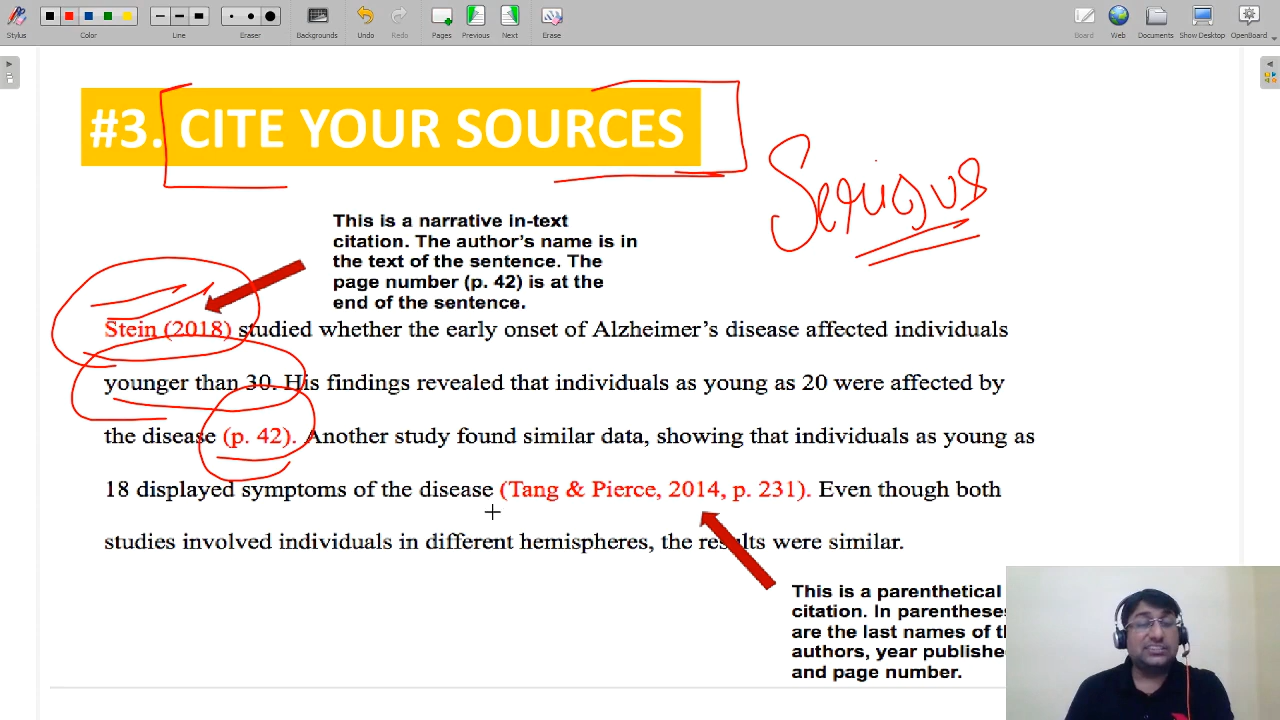 Stylus
Color
Line
Eraser
Backgrounds
Undo
Redo
Pages
Previous
Next
Erase
Board
Web
Documents
Show Desktop
OpenBoard
#3. CITE YOUR SOURCES
Serious
This is a narrative in-text
citation. The author's name is in
the text of the sentence. The
page number (p. 42) is at the
end of the sentence.
Stein (2018) studied whether the early onset of Alzheimer's disease affected individuals
younger than 30. His findings revealed that individuals as young as 20 were affected by
the disease (p. 42). Another study found similar data, showing that individuals as young as
18 displayed symptoms of the disease (Tang & Pierce, 2014, p. 231). Even though both
studies involved individuals in different hemispheres, the results were similar.
This is a parenthetical
citation. In parentheses
are the last names of
authors, year publishe
and page number.